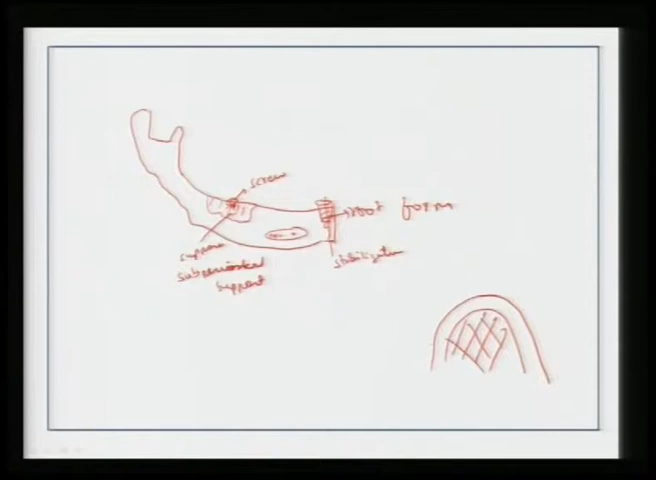 screw
root form
subperiosteal
support
stabilization